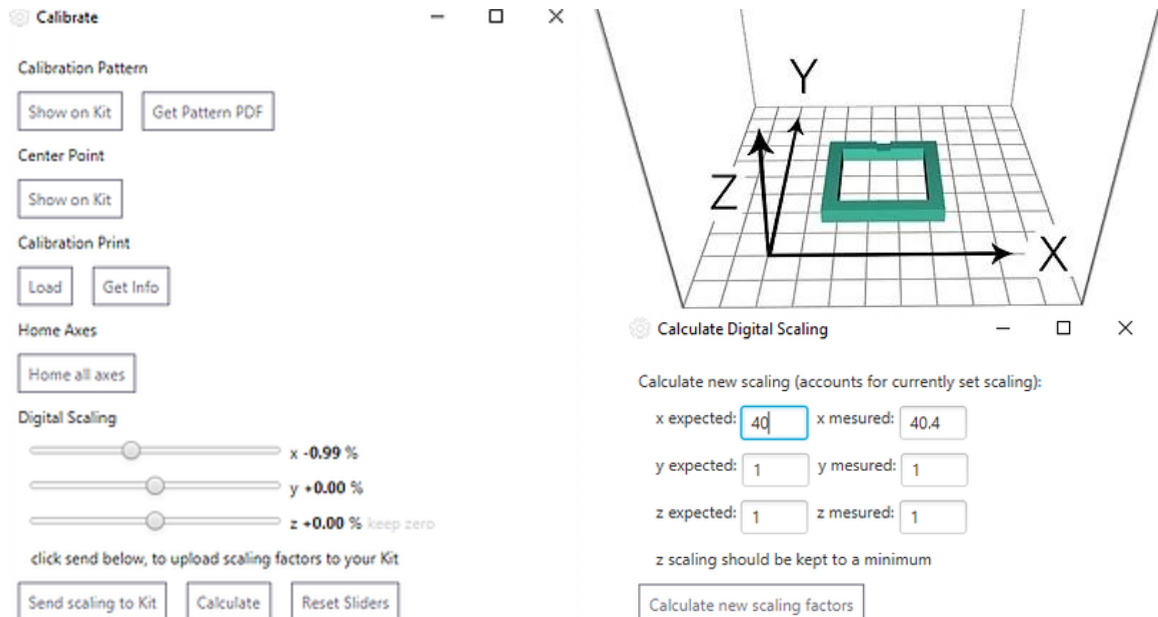 Calibrate
Calibration Pattern
Show on Kit Get Pattern PDF
Center Point
Show on Kit
Calibration Print
Load Get Info
Home Axes
Home all axes
Digital Scaling
x -0.99 %
y +0.00 %
z +0.00 % keep zero
click send below, to upload scaling factors to your Kit
Send scaling to Kit Calculate Reset Sliders
Y
Z
X
Calculate Digital Scaling
Calculate new scaling (accounts for currently set scaling):
x expected: 40 x mesured: 40.4
y expected: 1 y mesured: 1
z expected: 1 z mesured: 1
z scaling should be kept to a minimum
Calculate new scaling factors